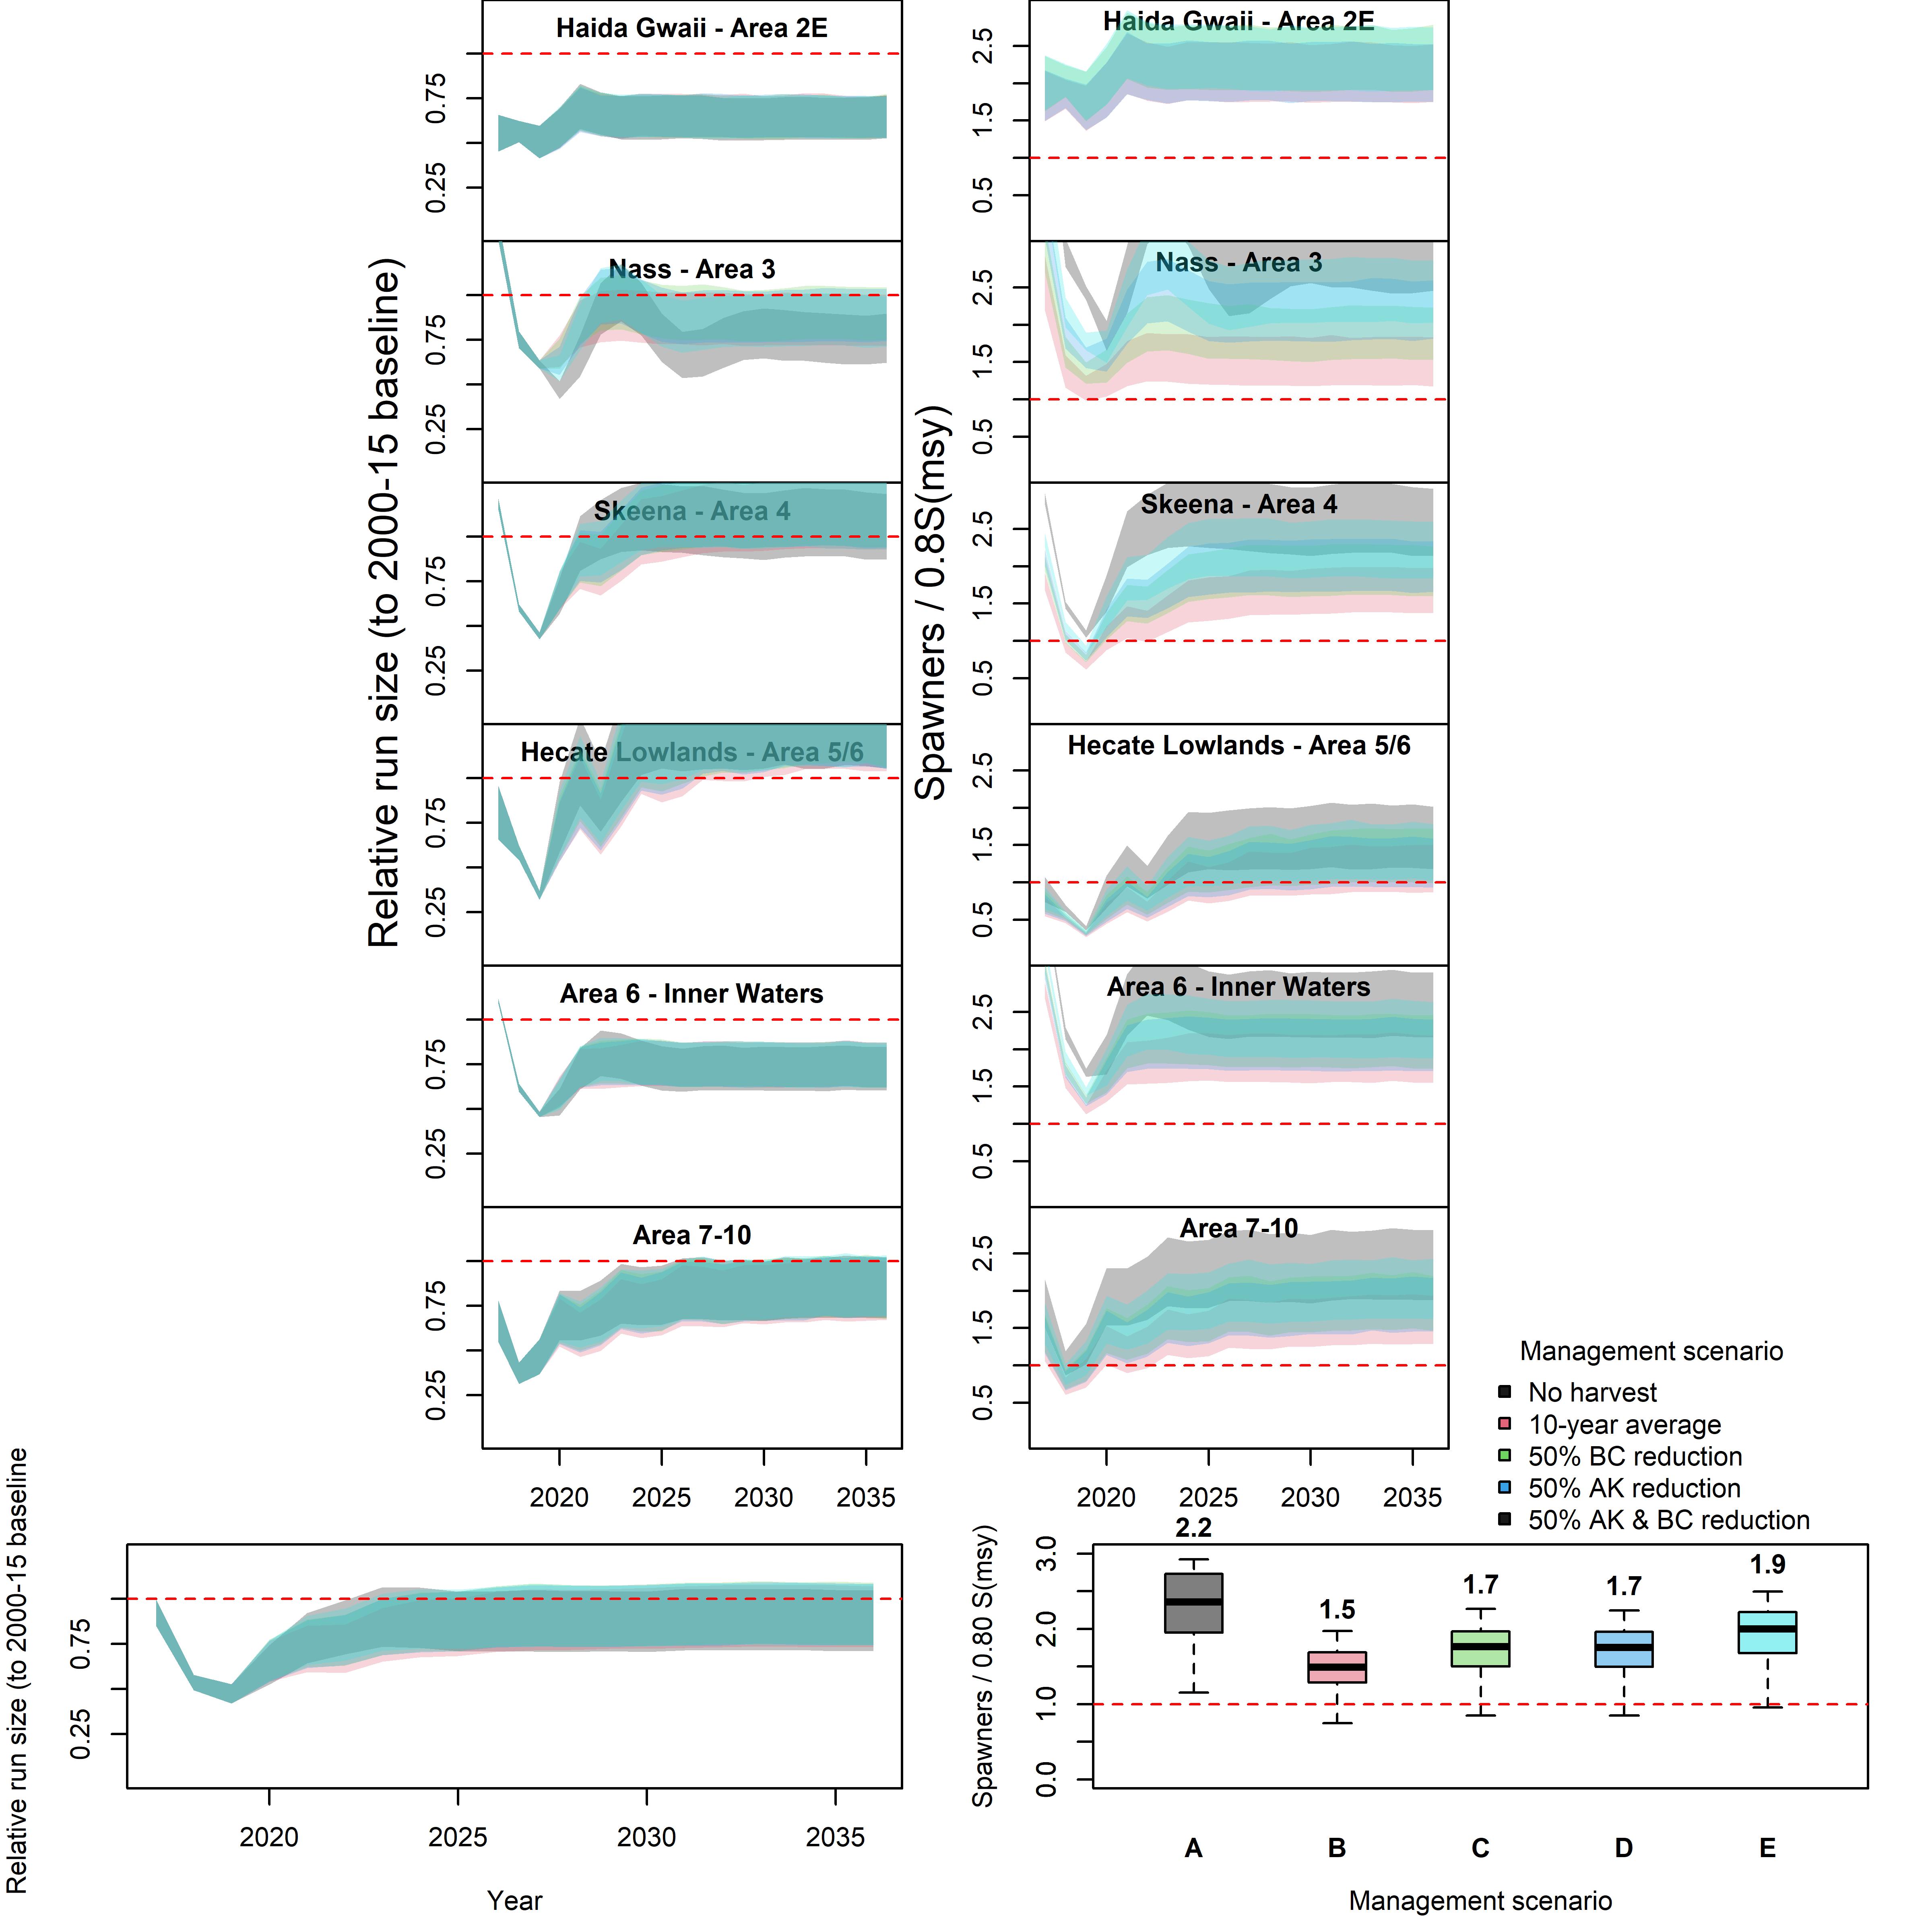 Relative run size (to 2000-15 baseline)
Haida Gwaii - Area 2E
0.75
0.25
Nass - Area 3
0.75
0.25
Skeena - Area 4
0.75
0.25
Hecate Lowlands - Area 5/6
0.75
0.25
Area 6 - Inner Waters
0.75
0.25
Area 7-10
0.75
0.25
2020 2025 2030 2035
Spawners / 0.8S(msy)
Haida Gwaii - Area 2E
2.5
1.5
0.5
Nass - Area 3
2.5
1.5
0.5
Skeena - Area 4
2.5
1.5
0.5
Hecate Lowlands - Area 5/6
2.5
1.5
0.5
Area 6 - Inner Waters
2.5
1.5
0.5
Area 7-10
2.5
1.5
0.5
2020 2025 2030 2035
Management scenario
No harvest
10-year average
50% BC reduction
50% AK reduction
50% AK & BC reduction
Relative run size (to 2000-15 baseline
0.75
0.25
2020 2025 2030 2035
Year
Spawners / 0.80 S(msy)
3.0
2.0
1.0
0.0
2.2 1.5 1.7 1.7 1.9
A B C D E
Management scenario